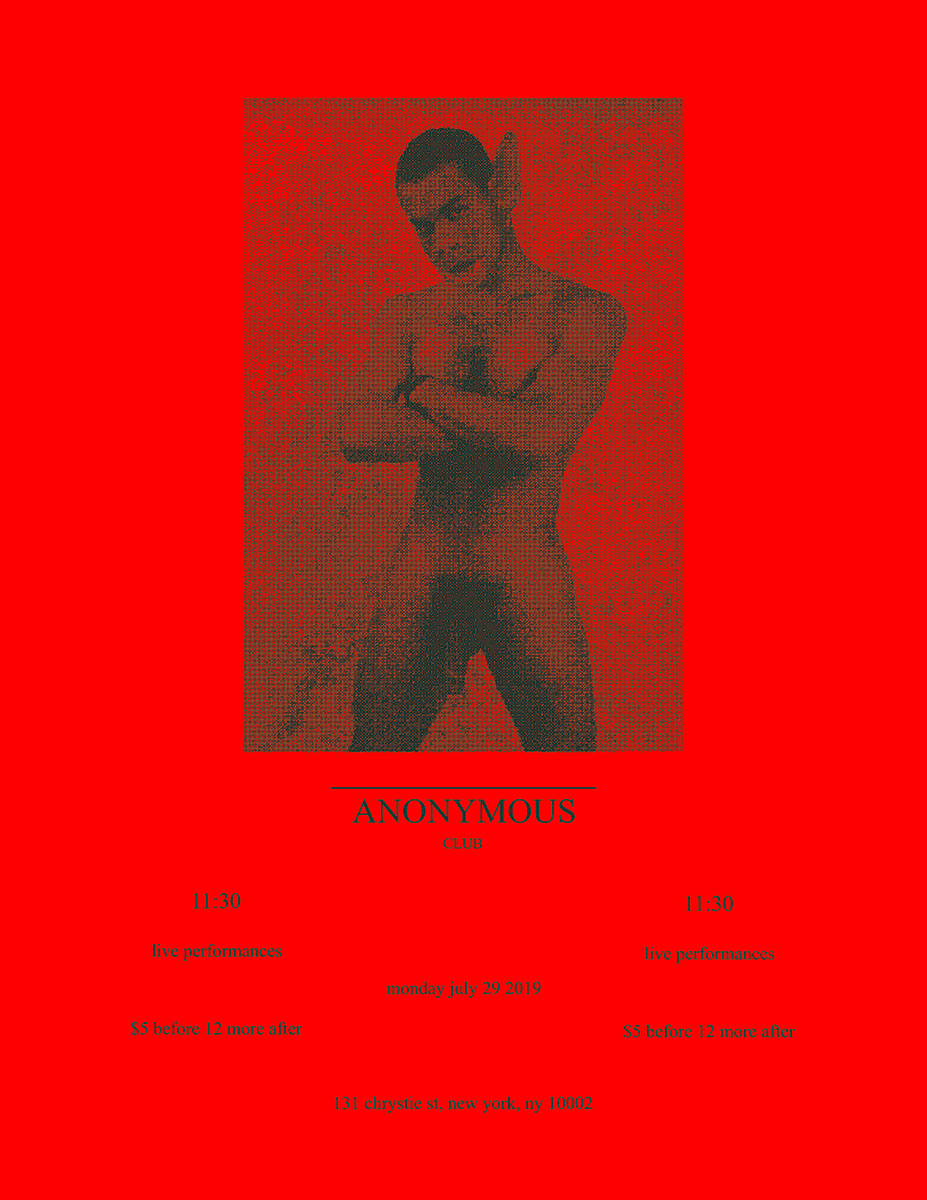 ANONYMOUS
CLUB
11:30
11:30
live performances
live performances
monday july 29 2019
$5 before 12 more after
$5 before 12 more after
131 chrystie st, new york, ny 10002